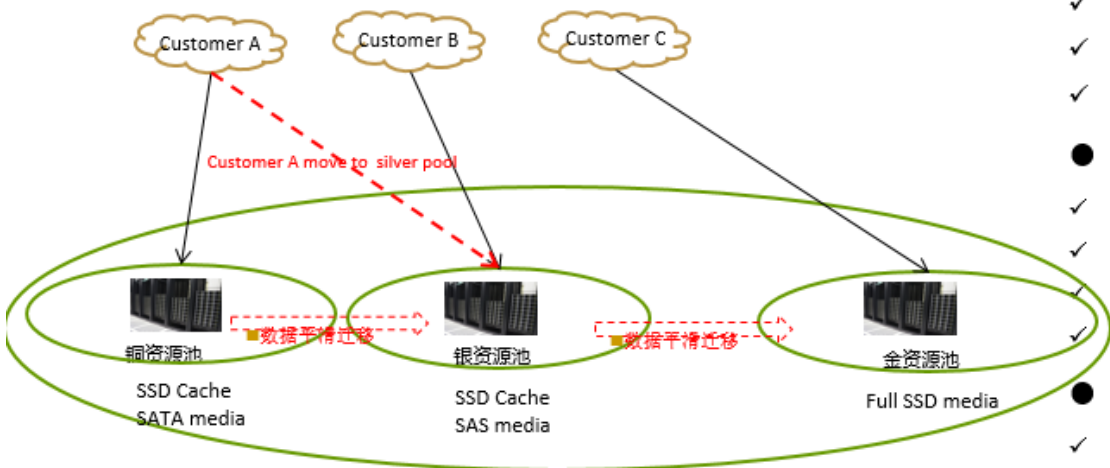 Customer A
Customer B
Customer C
Customer A move to silver pool
数据平滑迁移
数据平滑迁移
铜资源池
银资源池
金资源池
SSD Cache
SATA media
SSD Cache
SAS media
Full SSD media